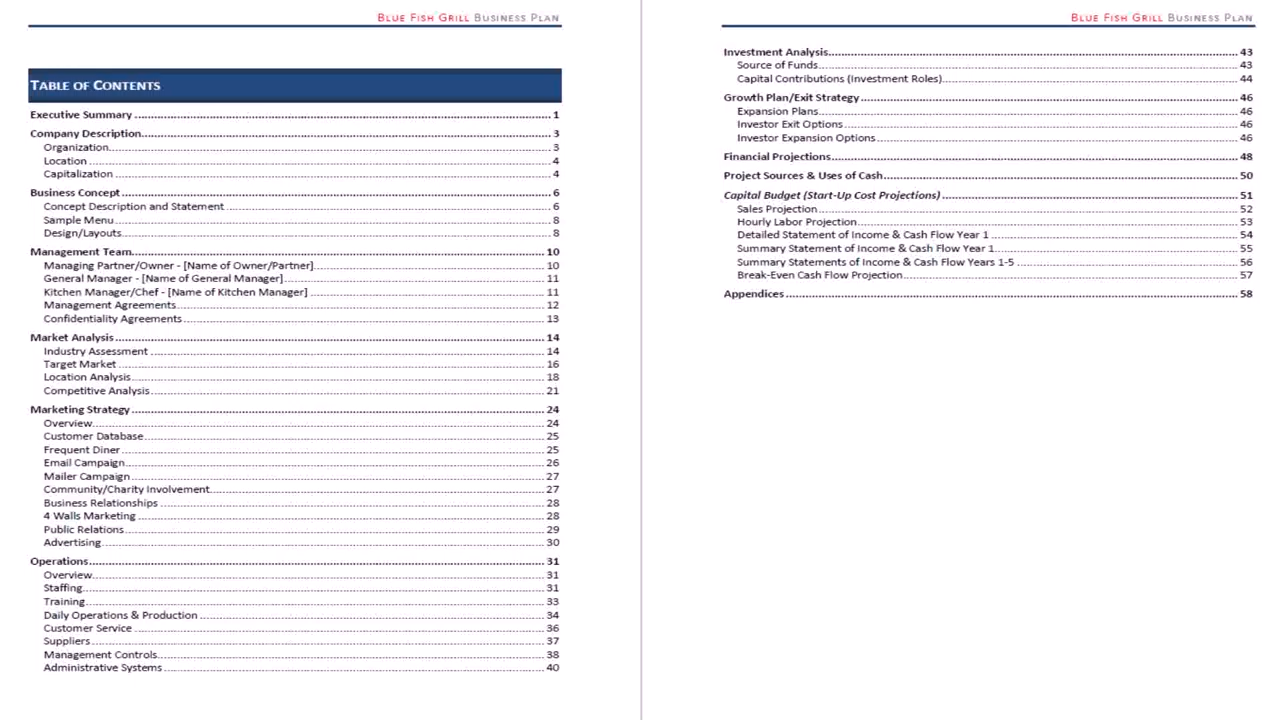 BLUE FISH GRILL BUSINESS PLAN
TABLE OF CONTENTS
Executive Summary ........ 1
Company Description........ 3
Organization........ 3
Location ........ 4
Capitalization ........ 4
Business Concept ........ 6
Concept Description and Statement ........ 6
Sample Menu ........ 8
Design/Layouts........ 8
Management Team........ 10
Managing Partner/Owner - [Name of Owner/Partner]........ 10
General Manager - [Name of General Manager]........ 11
Kitchen Manager/Chef - [Name of Kitchen Manager] ........ 11
Management Agreements........ 12
Confidentiality Agreements ........ 13
Market Analysis ........ 14
Industry Assessment ........ 14
Target Market ........ 16
Location Analysis ........ 18
Competitive Analysis........ 21
Marketing Strategy ........ 24
Overview........ 24
Customer Database........ 25
Frequent Diner ........ 25
Email Campaign........ 26
Mailer Campaign ........ 27
Community/Charity Involvement........ 27
Business Relationships ........ 28
4 Walls Marketing ........ 28
Public Relations ........ 29
Advertising........ 30
Operations........ 31
Overview........ 31
Staffing........ 31
Training........ 33
Daily Operations & Production ........ 34
Customer Service ........ 36
Suppliers ........ 37
Management Controls........ 38
Administrative Systems ........ 40
BLUE FISH GRILL BUSINESS PLAN
Investment Analysis........ 43
Source of Funds........ 43
Capital Contributions (Investment Roles)........ 44
Growth Plan/Exit Strategy ........ 46
Expansion Plans........ 46
Investor Exit Options ........ 46
Investor Expansion Options ........ 46
Financial Projections........ 48
Project Sources & Uses of Cash........ 50
Capital Budget (Start-Up Cost Projections) ........ 51
Sales Projection........ 52
Hourly Labor Projection........ 53
Detailed Statement of Income & Cash Flow Year 1 ........ 54
Summary Statement of Income & Cash Flow Year 1........ 55
Summary Statements of Income & Cash Flow Years 1-5 ........ 56
Break-Even Cash Flow Projection........ 57
Appendices ........ 58